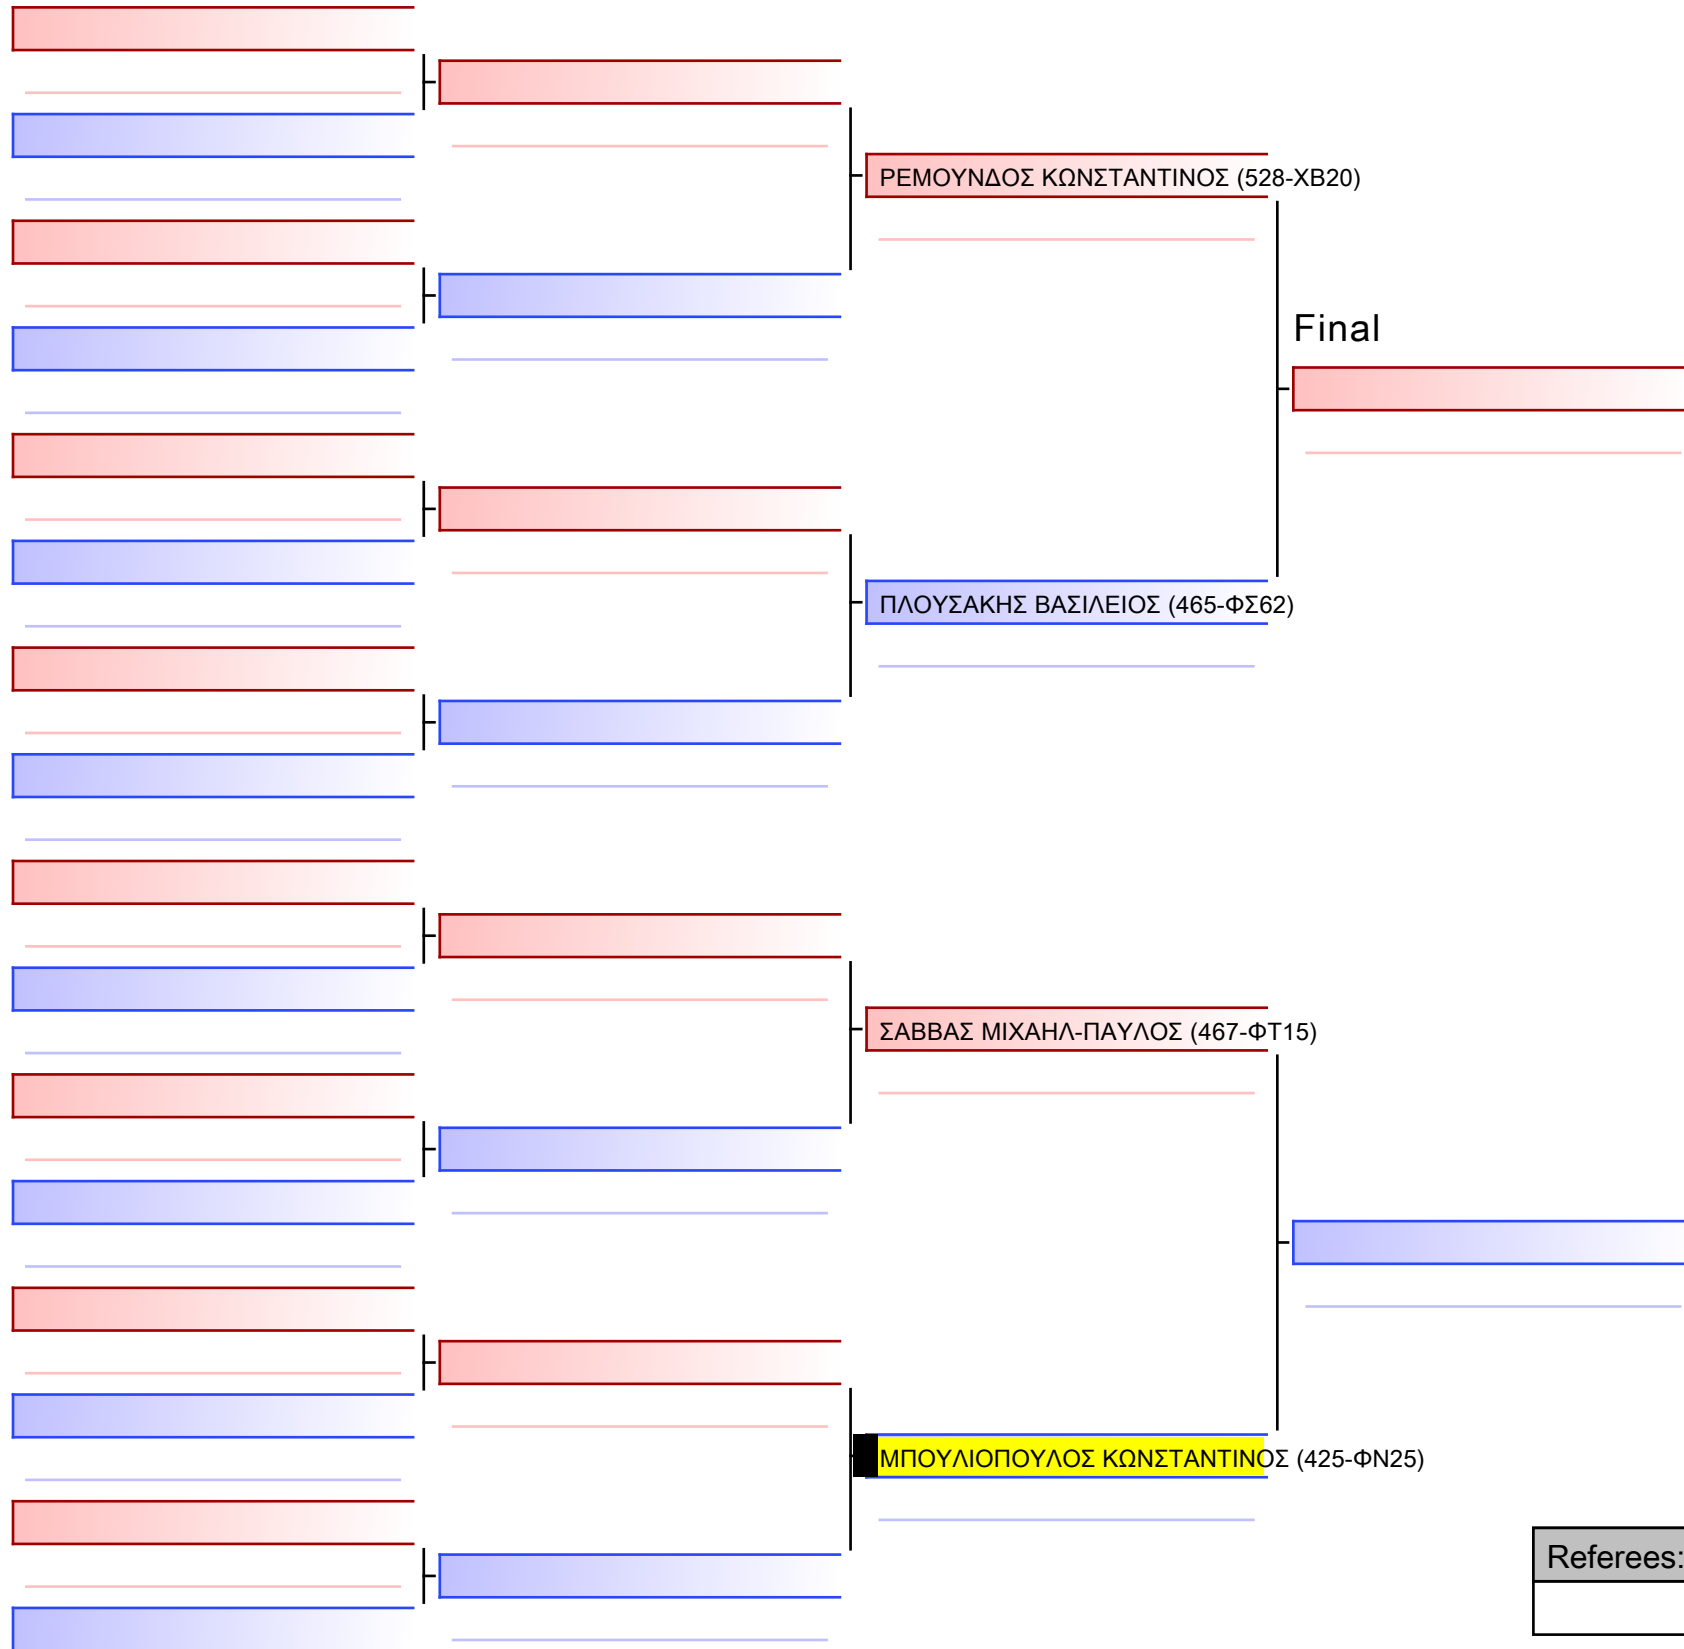 ΡΕΜΟΥΝΔΟΣ ΚΩΝΣΤΑΝΤΙΝΟΣ (528-ΧΒ20)
Final
ΠΛΟΥΣΑΚΗΣ ΒΑΣΙΛΕΙΟΣ (465-ΦΣ62)
ΣΑΒΒΑΣ ΜΙΧΑΗΛ-ΠΑΥΛΟΣ (467-ΦΤ15)
ΜΠΟΥΛΙΟΠΟΥΛΟΣ ΚΩΝΣΤΑΝΤΙΝΟΣ (425-ΦΝ25)
Referees: